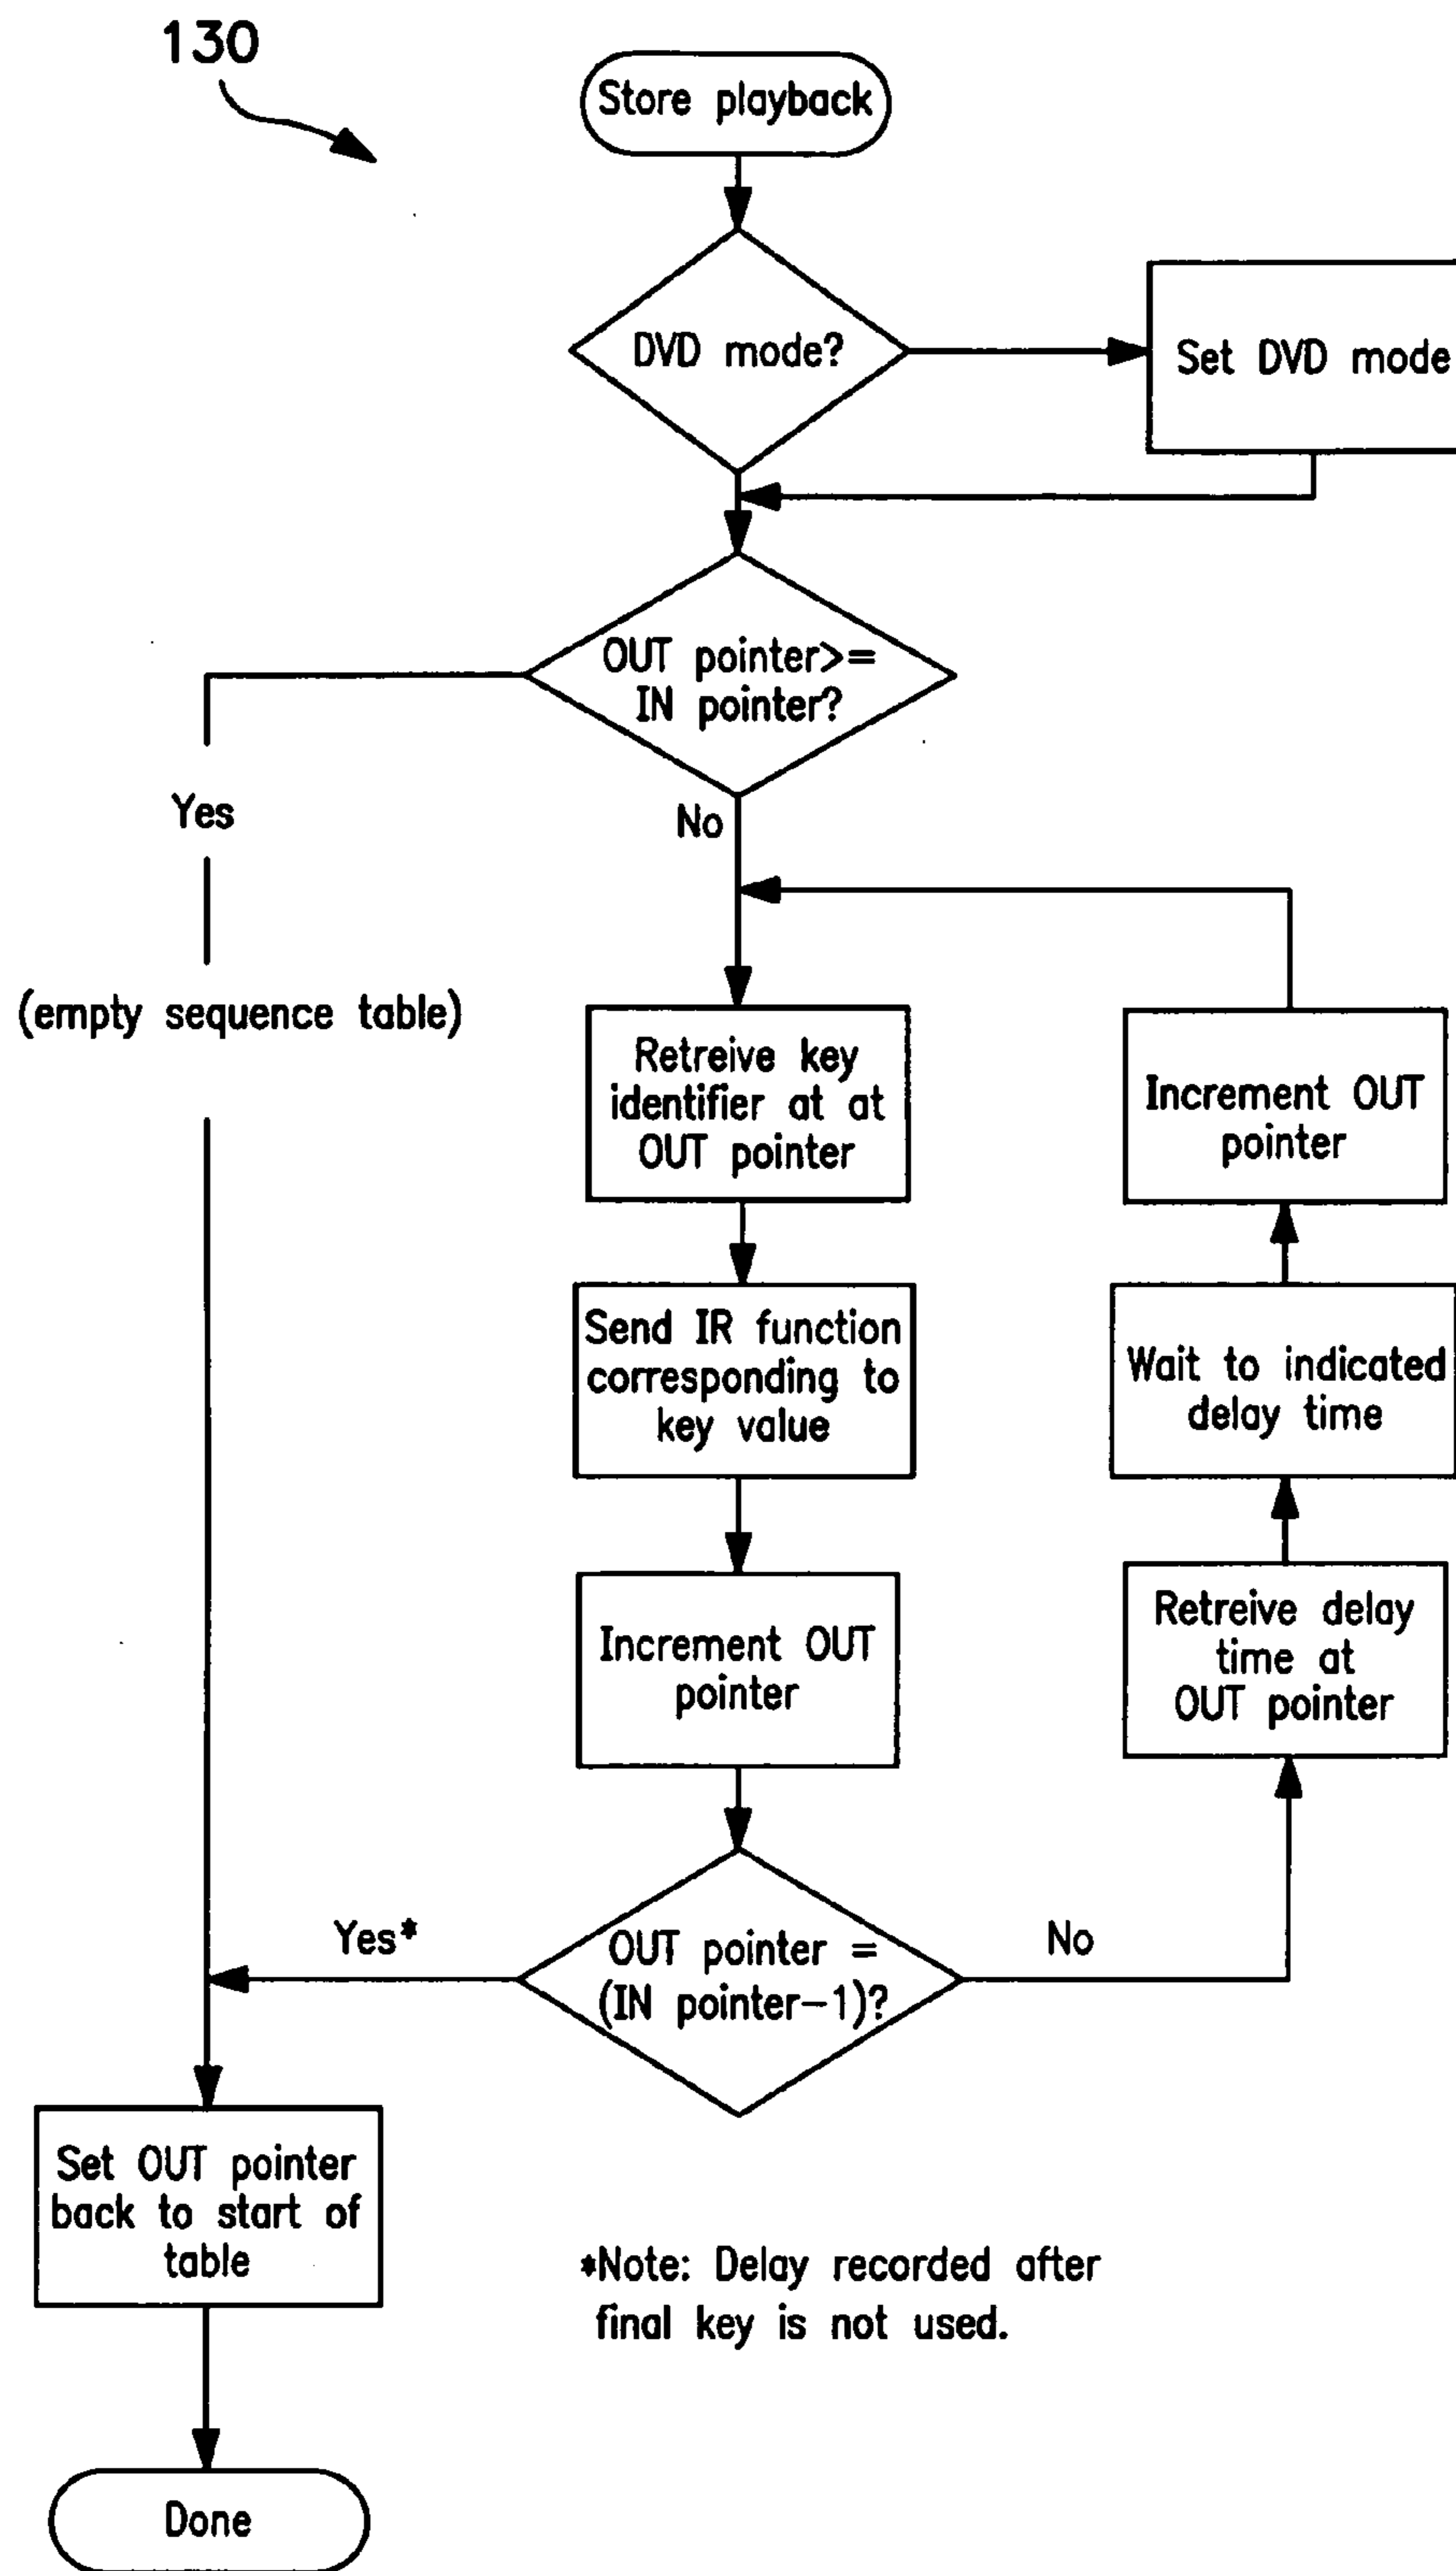 130
Store playback
DVD mode?
Set DVD mode
OUT pointer>=
IN pointer?
Yes
No
(empty sequence table)
Retreive key
identifier at at
OUT pointer
Increment OUT
pointer
Send IR function
corresponding to
key value
Wait to indicated
delay time
Increment OUT
pointer
Retreive delay
time at
OUT pointer
Yes*
OUT pointer =
(IN pointer-1)?
No
Set OUT pointer
back to start of
table
*Note: Delay recorded after
final key is not used.
Done